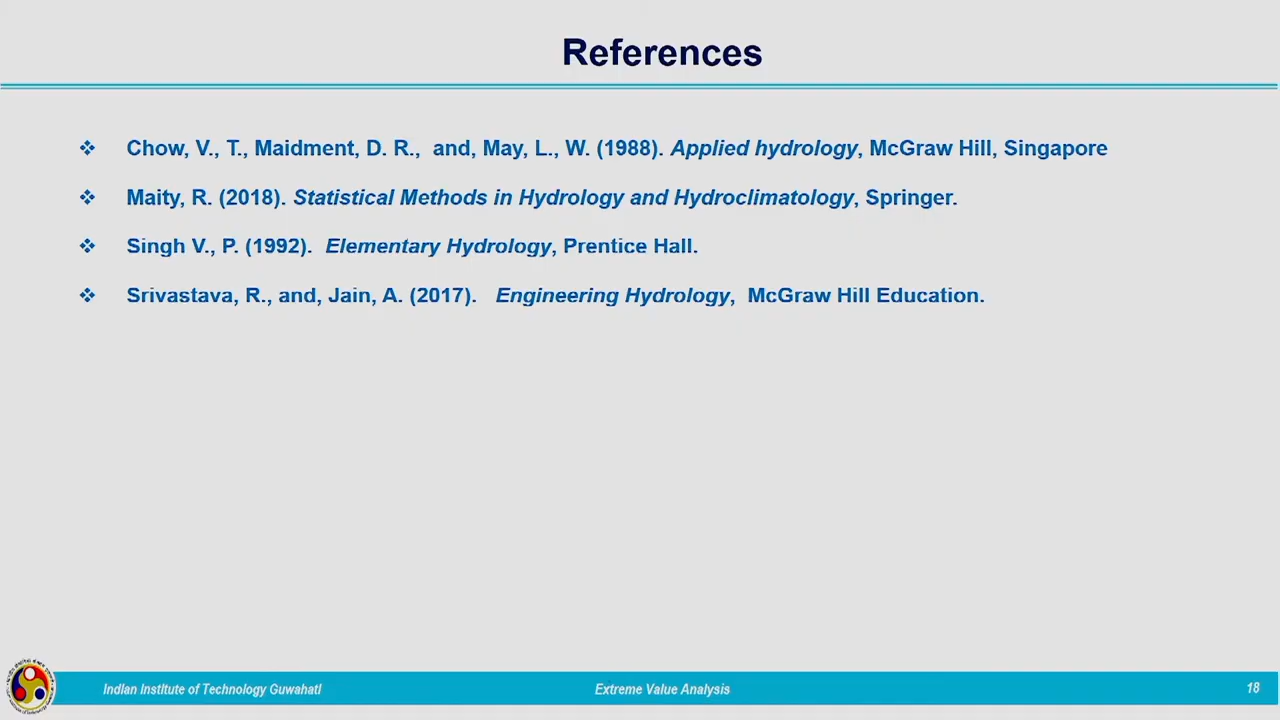 References
❖ Chow, V., T., Maidment, D. R., and, May, L., W. (1988). Applied hydrology, McGraw Hill, Singapore
❖ Maity, R. (2018). Statistical Methods in Hydrology and Hydroclimatology, Springer.
❖ Singh V., P. (1992). Elementary Hydrology, Prentice Hall.
❖ Srivastava, R., and, Jain, A. (2017). Engineering Hydrology, McGraw Hill Education.
Indian Institute of Technology Guwahati
Extreme Value Analysis
18